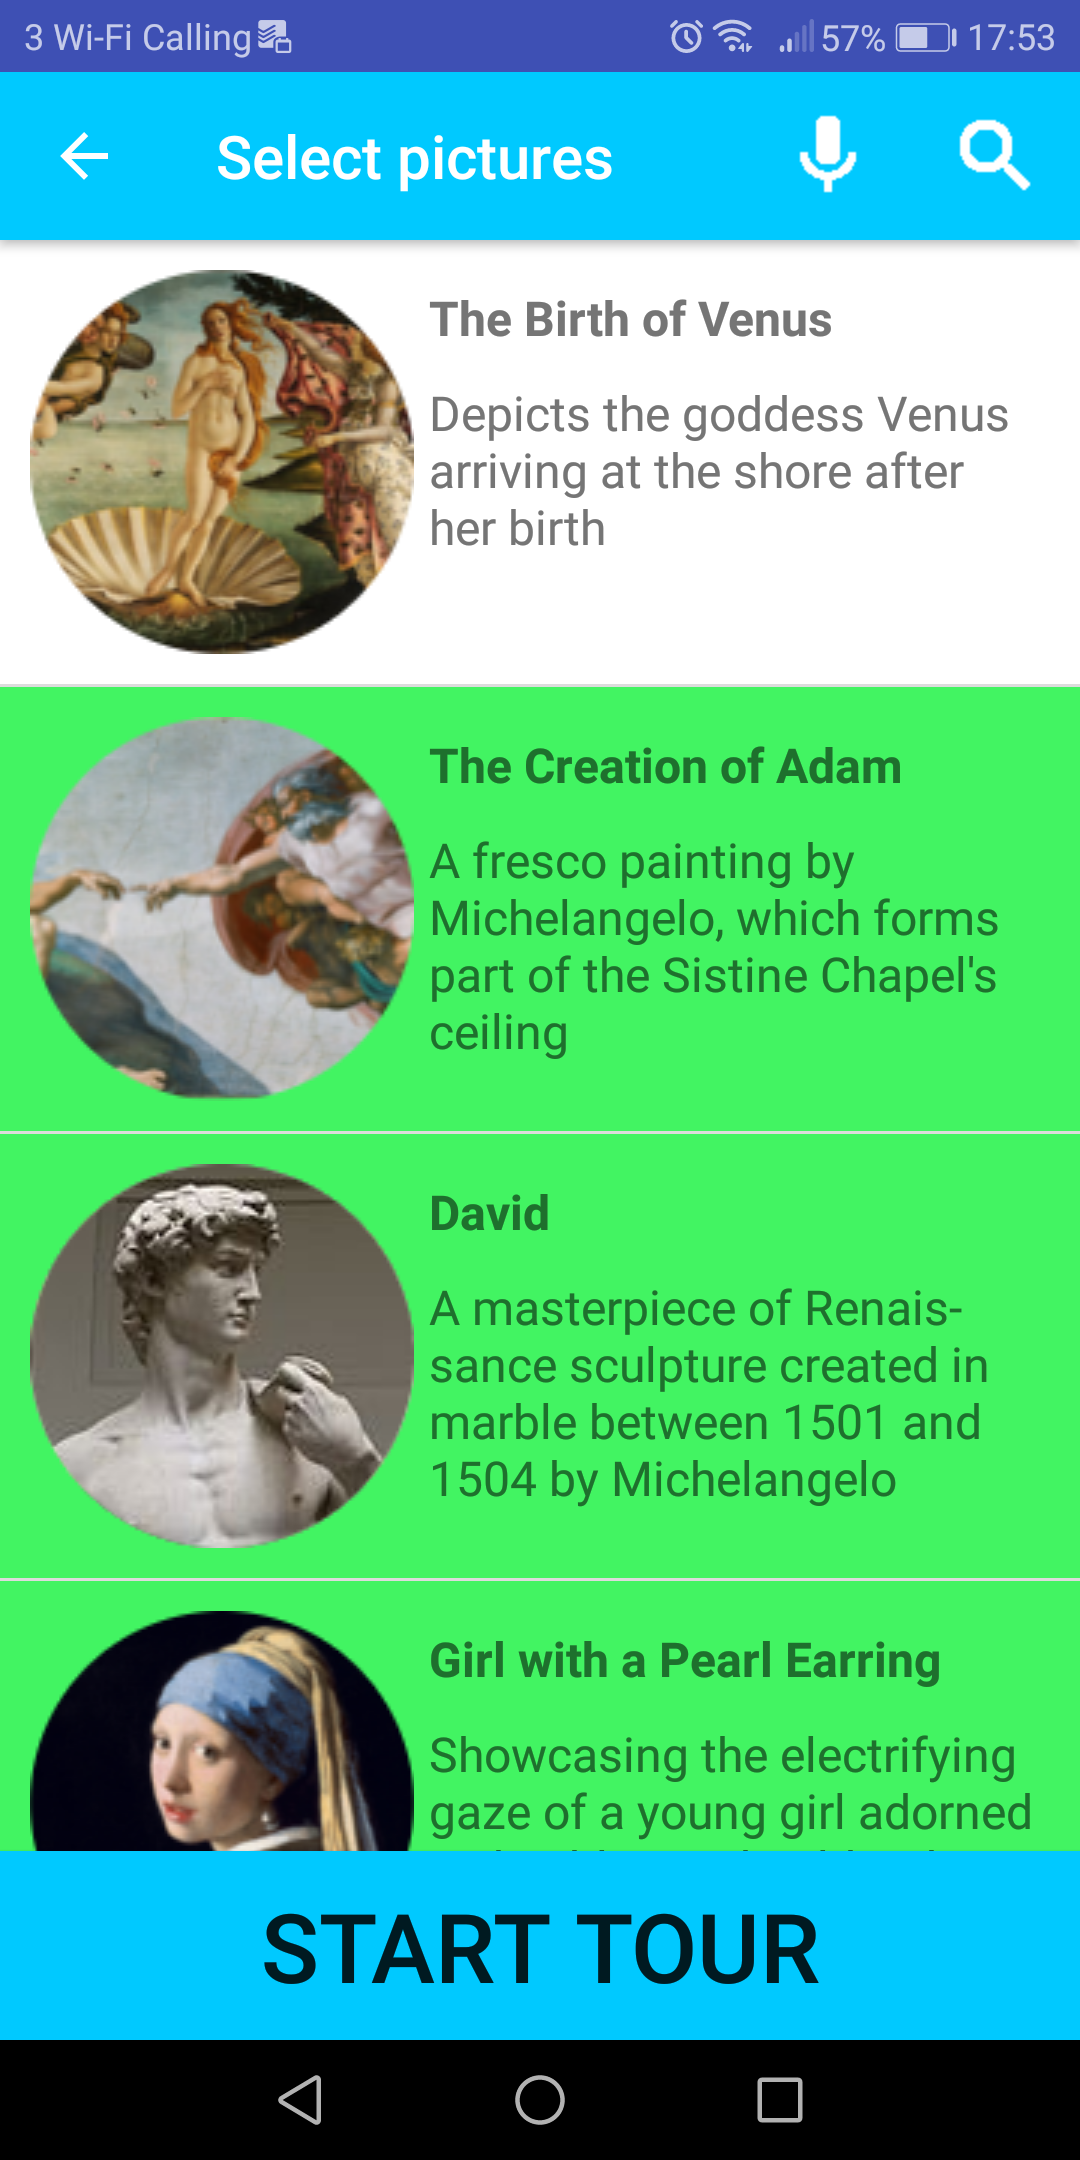 3 Wi-Fi Calling 57% 17:53
Select pictures
The Birth of Venus
Depicts the goddess Venus
arriving at the shore after
her birth
The Creation of Adam
A fresco painting by
Michelangelo, which forms
part of the Sistine Chapel's
ceiling
David
A masterpiece of Renais-
sance sculpture created in
marble between 1501 and
1504 by Michelangelo
Girl with a Pearl Earring
Showcasing the electrifying
gaze of a young girl adorned
START TOUR